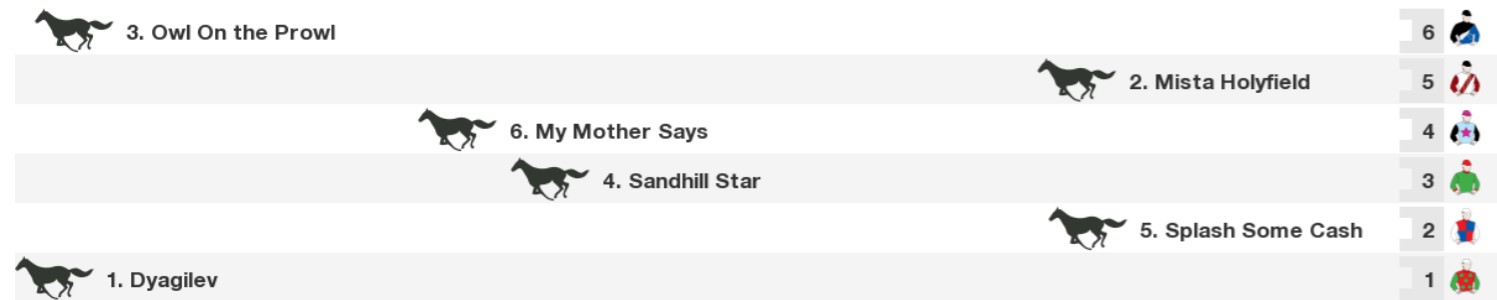 3. Owl On the Prowl 6
2. Mista Holyfield 5
6. My Mother Says 4
4. Sandhill Star 3
5. Splash Some Cash 2
1. Dyagilev 1